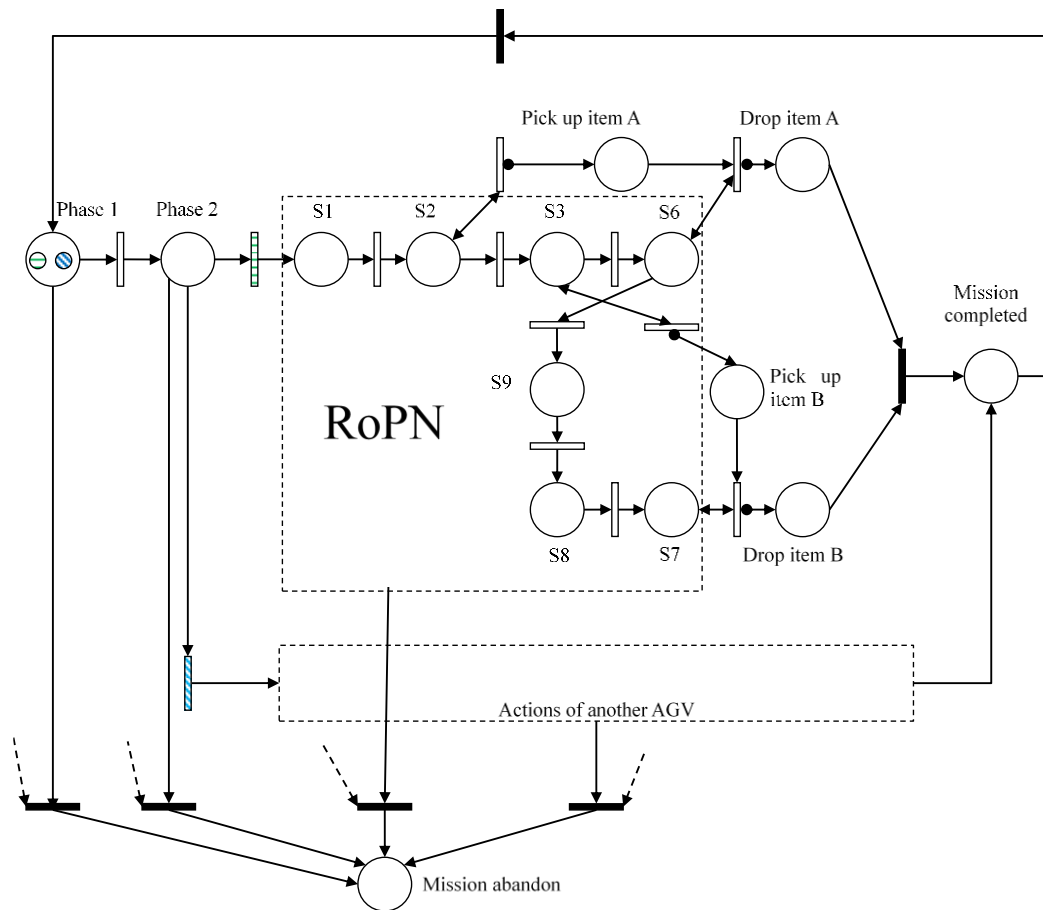 Pick up item A
Drop item A
Phase 1
Phase 2
S1
S2
S3
S6
Mission
completed
S9
Pick up
item B
RoPN
S8
S7
Drop item B
Actions of another AGV
Mission abandon